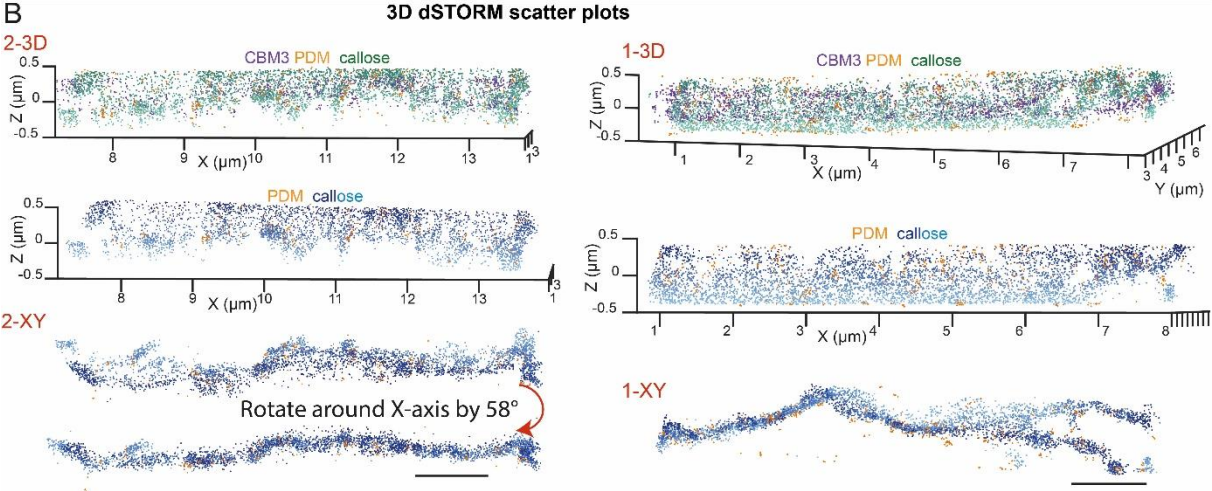 B
3D dSTORM scatter plots
2-3D
CBM3 PDM callose
0.5
0
-0.5
Z (µm)
8 9 10 11 12 13 13
X (µm)
PDM callose
0.5
0
-0.5
Z (µm)
8 9 10 11 12 13 1 3
X (µm)
2-XY
Rotate around X-axis by 58°
1-3D
CBM3 PDM callose
0.5
0
-0.5
Z (µm)
1 2 3 4 5 6 7 3 4 5 6
X (µm)
Y (µm)
PDM callose
0.5
0
-0.5
Z (µm)
1 2 3 4 5 6 7 8
X (µm)
1-XY